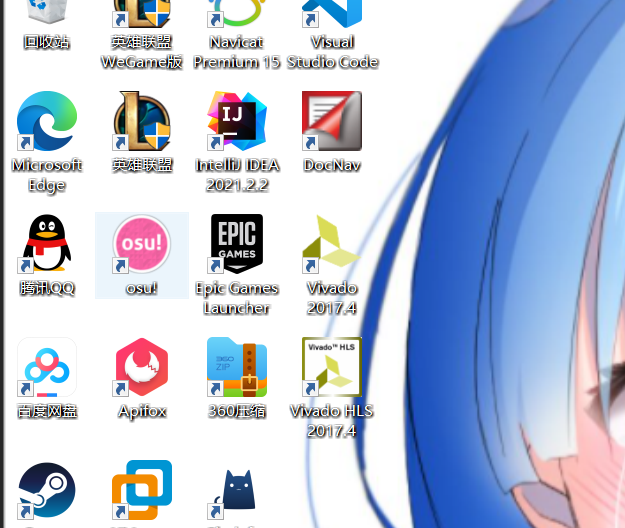 回收站
英雄联盟
WeGame版
Navicat
Premium 15
Visual
Studio Code
Microsoft
Edge
英雄联盟
IJ
IntelliJ IDEA
2021.2.2
DocNav
腾讯QQ
osu!
osu!
EPIC
GAMES
Epic Games
Launcher
Vivado
2017.4
百度网盘
Apifox
360
ZIP
360压缩
Vivado™ HLS
Vivado HLS
2017.4